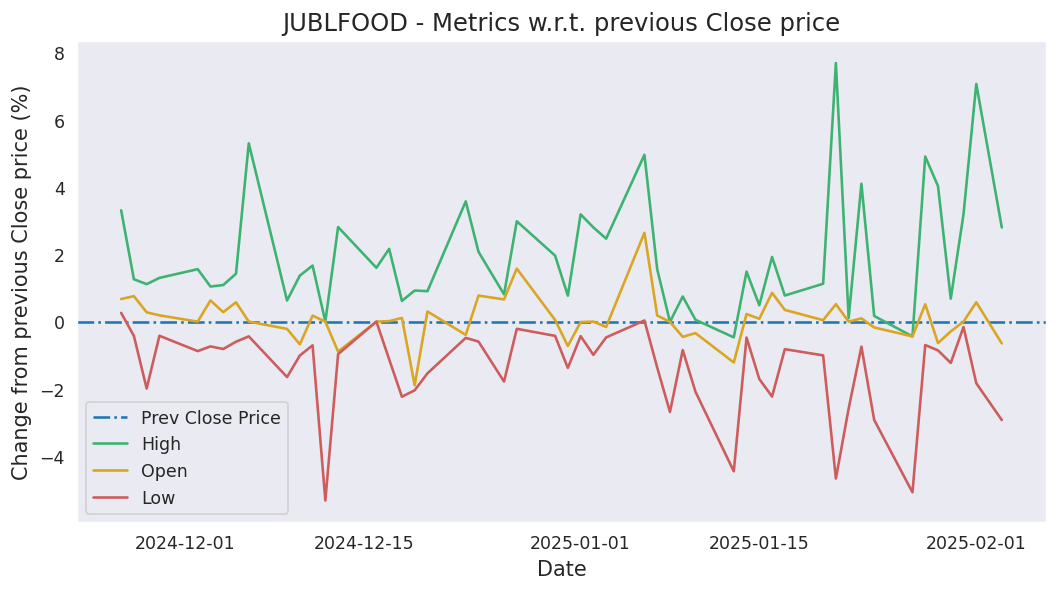 JUBLFOOD - Metrics w.r.t. previous Close price
Change from previous Close price (%)
8
6
4
2
0
−2
−4
Prev Close Price
High
Open
Low
2024-12-01
2024-12-15
2025-01-01
2025-01-15
2025-02-01
Date